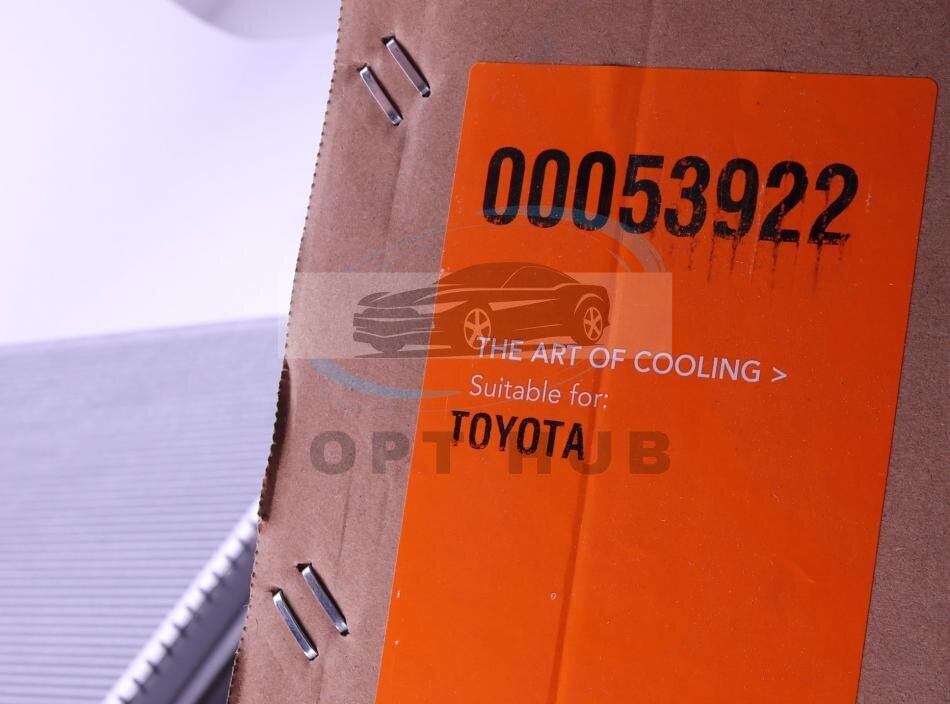 00053922
THE ART OF COOLING >
Suitable for:
TOYOTA
OPT HUB